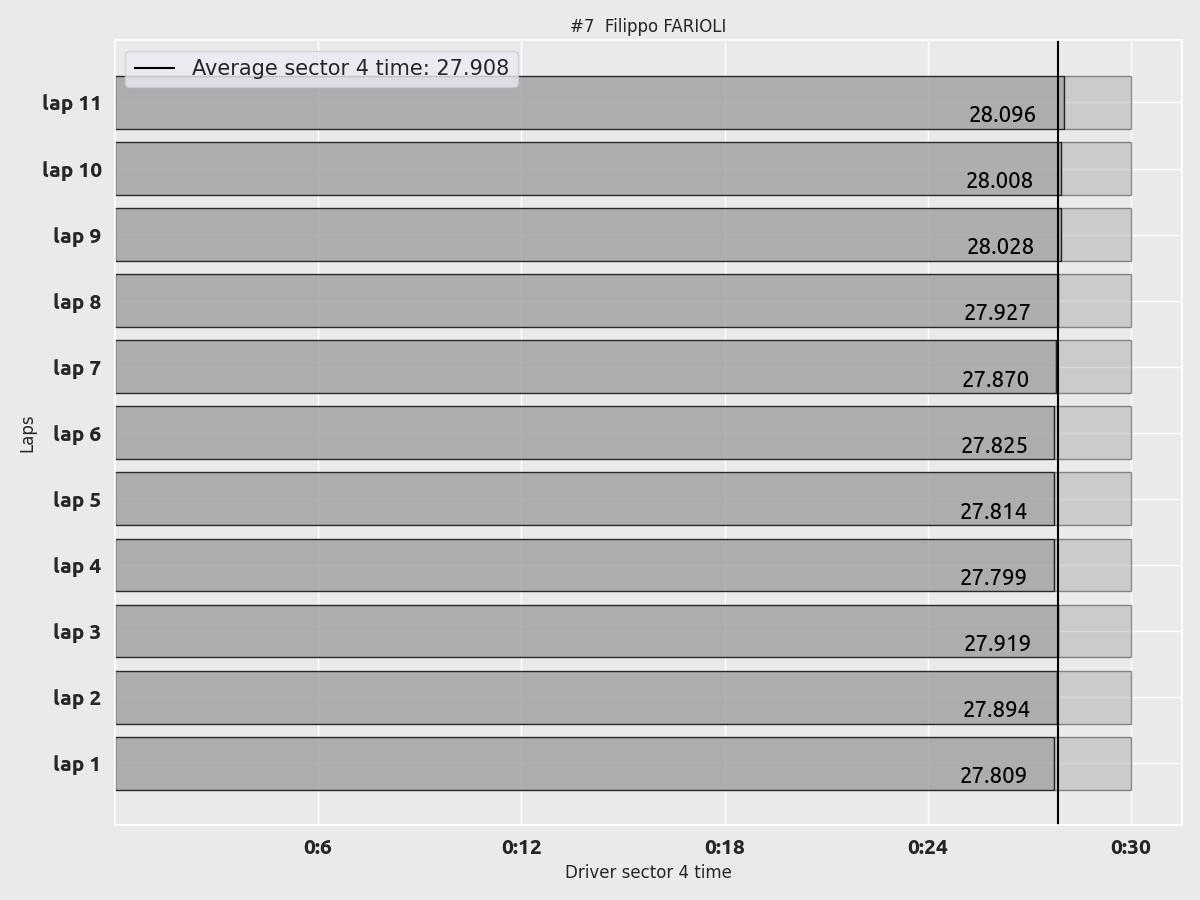 #7  Filippo FARIOLI
Average sector 4 time: 27.908
lap 11 28.096
lap 10 28.008
lap 9 28.028
lap 8 27.927
lap 7 27.870
lap 6 27.825
lap 5 27.814
lap 4 27.799
lap 3 27.919
lap 2 27.894
lap 1 27.809
Laps
0:6 0:12 0:18 0:24 0:30
Driver sector 4 time